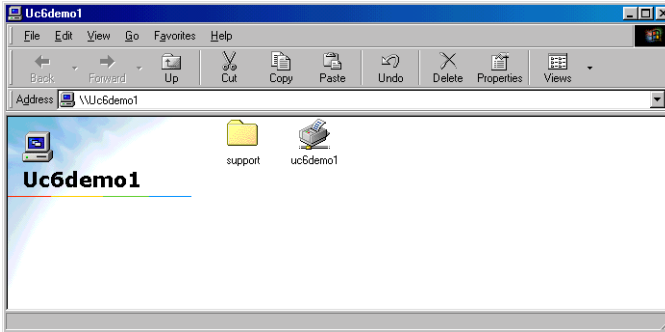 Uc6demo1
File Edit View Go Favorites Help
Back Forward Up Cut Copy Paste Undo Delete Properties Views
Address \\Uc6demo1
support uc6demo1
Uc6demo1